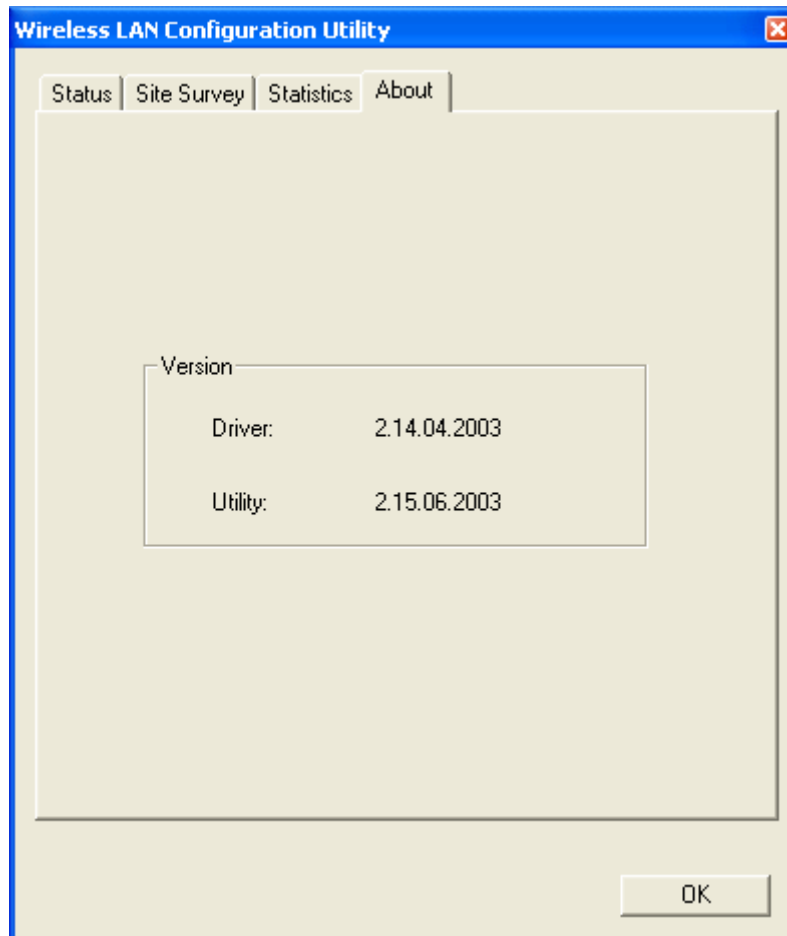 Wireless LAN Configuration Utility
Status Site Survey Statistics About
Version
Driver: 2.14.04.2003
Utility: 2.15.06.2003
OK